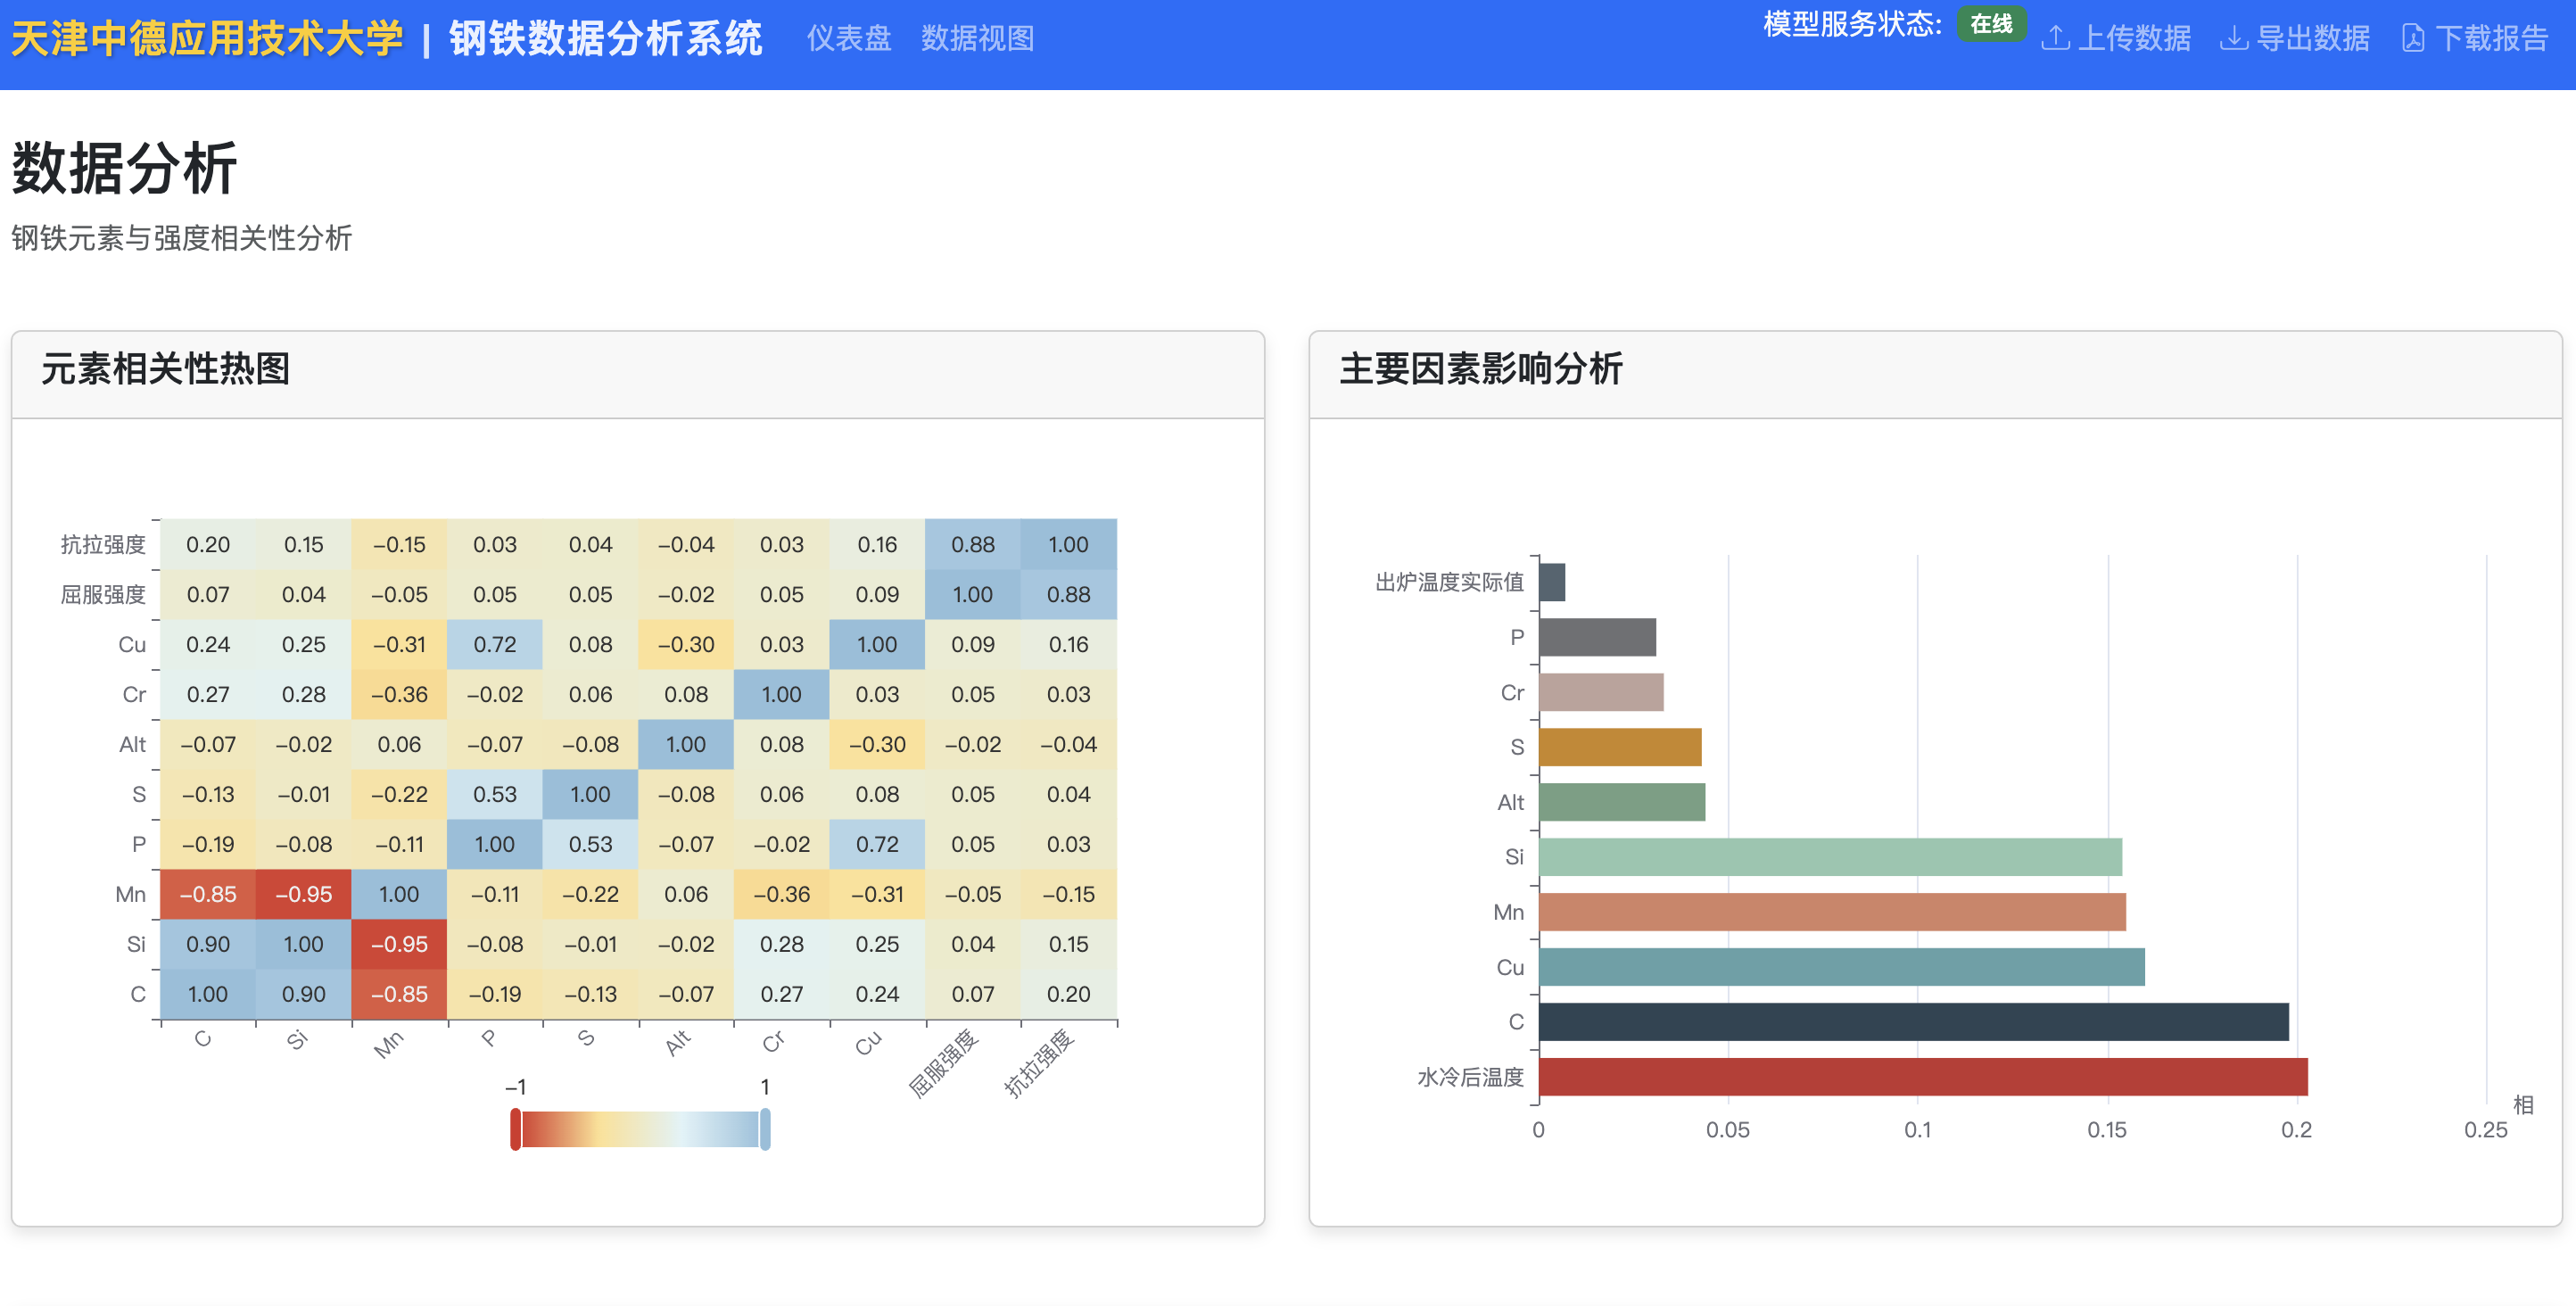 天津中德应用技术大学 | 钢铁数据分析系统 仪表盘 数据视图 模型服务状态: 在线 上传数据 导出数据 下载报告
数据分析
钢铁元素与强度相关性分析
元素相关性热图
抗拉强度 0.20 0.15 −0.15 0.03 0.04 −0.04 0.03 0.16 0.88 1.00
屈服强度 0.07 0.04 −0.05 0.05 0.05 −0.02 0.05 0.09 1.00 0.88
Cu 0.24 0.25 −0.31 0.72 0.08 −0.30 0.03 1.00 0.09 0.16
Cr 0.27 0.28 −0.36 −0.02 0.06 0.08 1.00 0.03 0.05 0.03
Alt −0.07 −0.02 0.06 −0.07 −0.08 1.00 0.08 −0.30 −0.02 −0.04
S −0.13 −0.01 −0.22 0.53 1.00 −0.08 0.06 0.08 0.05 0.04
P −0.19 −0.08 −0.11 1.00 0.53 −0.07 −0.02 0.72 0.05 0.03
Mn −0.85 −0.95 1.00 −0.11 −0.22 0.06 −0.36 −0.31 −0.05 −0.15
Si 0.90 1.00 −0.95 −0.08 −0.01 −0.02 0.28 0.25 0.04 0.15
C 1.00 0.90 −0.85 −0.19 −0.13 −0.07 0.27 0.24 0.07 0.20
C Si Mn P S Alt Cr Cu 屈服强度 抗拉强度
−1 1
主要因素影响分析
出炉温度实际值
P
Cr
S
Alt
Si
Mn
Cu
C
水冷后温度
相
0 0.05 0.1 0.15 0.2 0.25